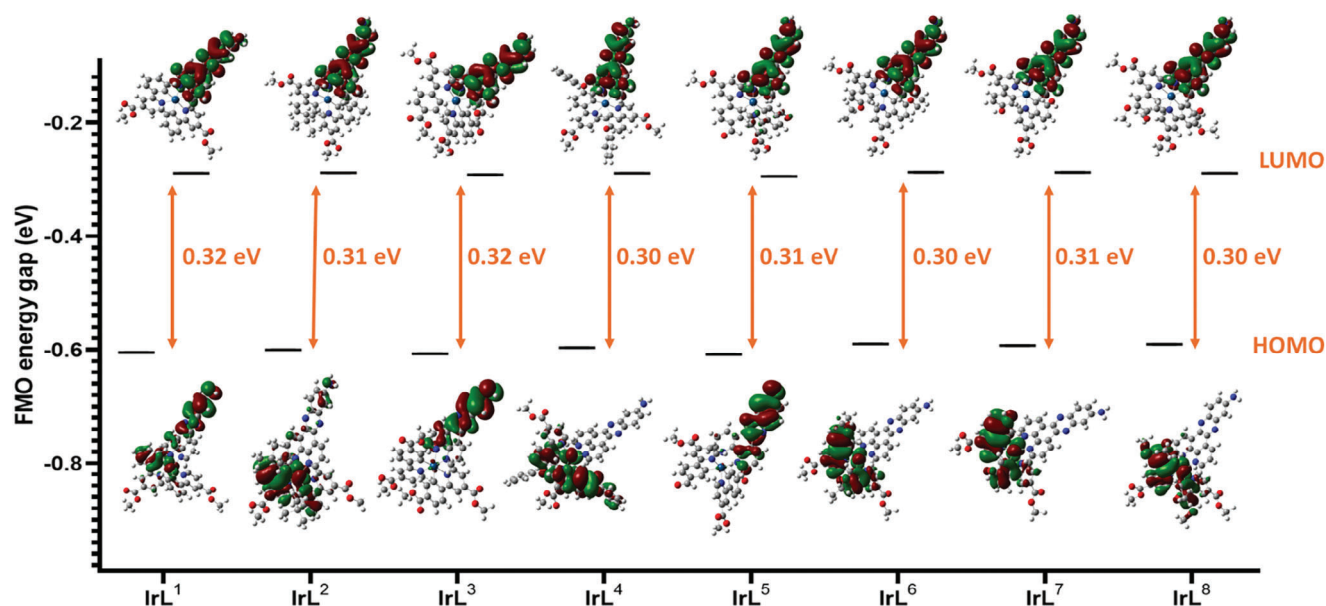 FMO energy gap (eV)
-0.2
-0.4
-0.6
-0.8
LUMO
0.32 eV
0.31 eV
0.32 eV
0.30 eV
0.31 eV
0.30 eV
0.31 eV
0.30 eV
HOMO
IrL¹
IrL²
IrL³
IrL⁴
IrL⁵
IrL⁶
IrL⁷
IrL⁸